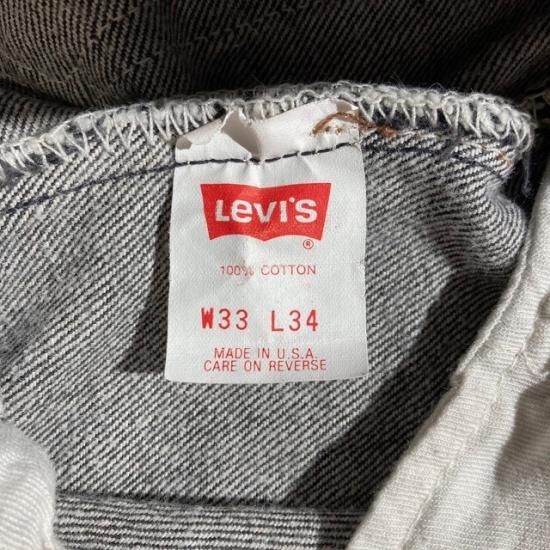 LEVI'S
®
100% COTTON
W33 L34
MADE IN U.S.A.
CARE ON REVERSE